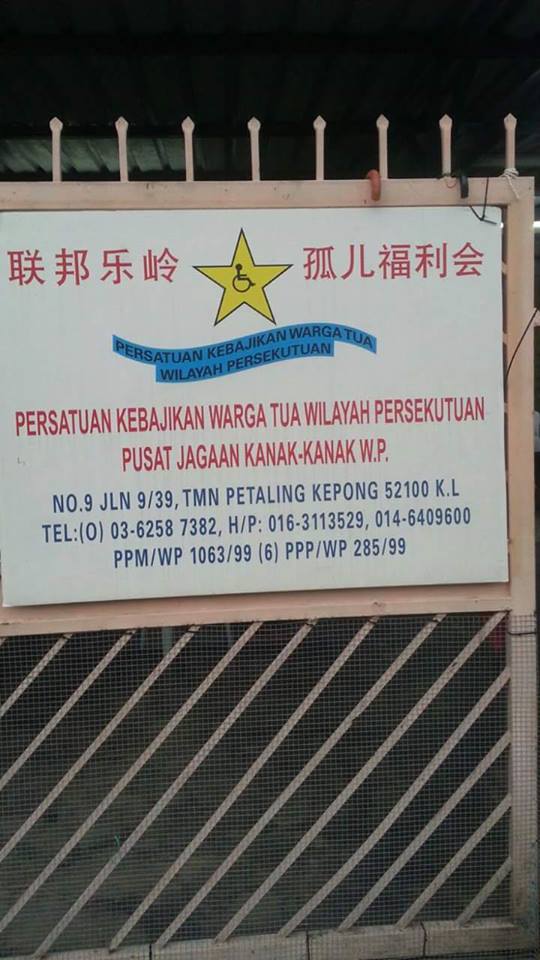 联邦乐岭 孤儿福利会
PERSATUAN KEBAJIKAN WARGA TUA
WILAYAH PERSEKUTUAN
PERSATUAN KEBAJIKAN WARGA TUA WILAYAH PERSEKUTUAN
PUSAT JAGAAN KANAK-KANAK W.P.
NO.9 JLN 9/39, TMN PETALING KEPONG 52100 K.L
TEL:(O) 03-6258 7382, H/P: 016-3113529, 014-6409600
PPM/WP 1063/99 (6) PPP/WP 285/99